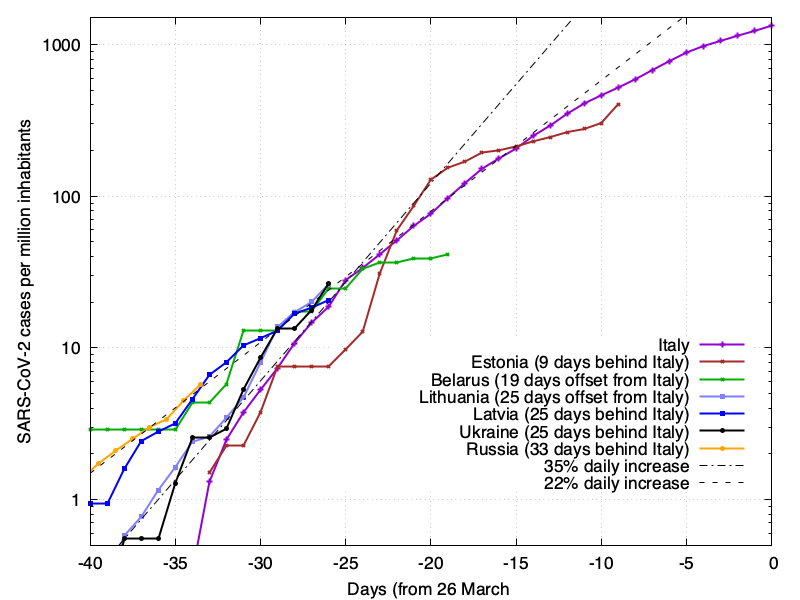 SARS-CoV-2 cases per million inhabitants
1000
100
10
1
Italy
Estonia (9 days behind Italy)
Belarus (19 days offset from Italy)
Lithuania (25 days offset from Italy)
Latvia (25 days behind Italy)
Ukraine (25 days behind Italy)
Russia (33 days behind Italy)
35% daily increase
22% daily increase
-40 -35 -30 -25 -20 -15 -10 -5 0
Days (from 26 March